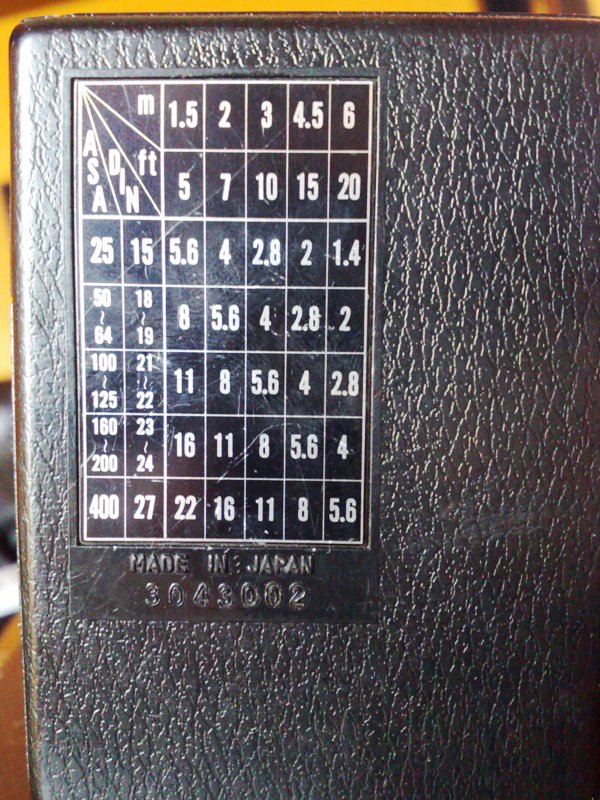 m 1.5 2 3 4.5 6
ASA DIN ft 5 7 10 15 20
25 15 5.6 4 2.8 2 1.4
50~64 18~19 8 5.6 4 2.8 2
100~125 21~22 11 8 5.6 4 2.8
160~200 23~24 16 11 8 5.6 4
400 27 22 16 11 8 5.6
MADE IN JAPAN
3043002